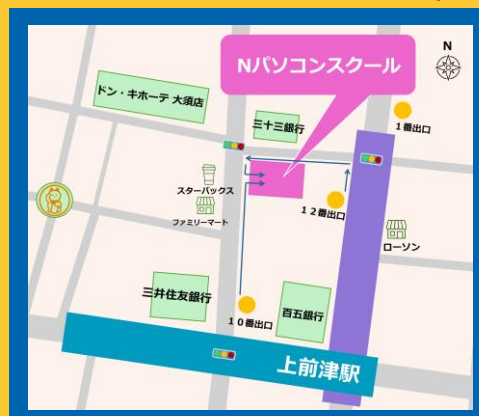 N
Nパソコンスクール
ドン・キホーテ 大須店
三十三銀行
1番出口
スターバックス
ファミリーマート
12番出口
ローソン
三井住友銀行
百五銀行
10番出口
上前津駅